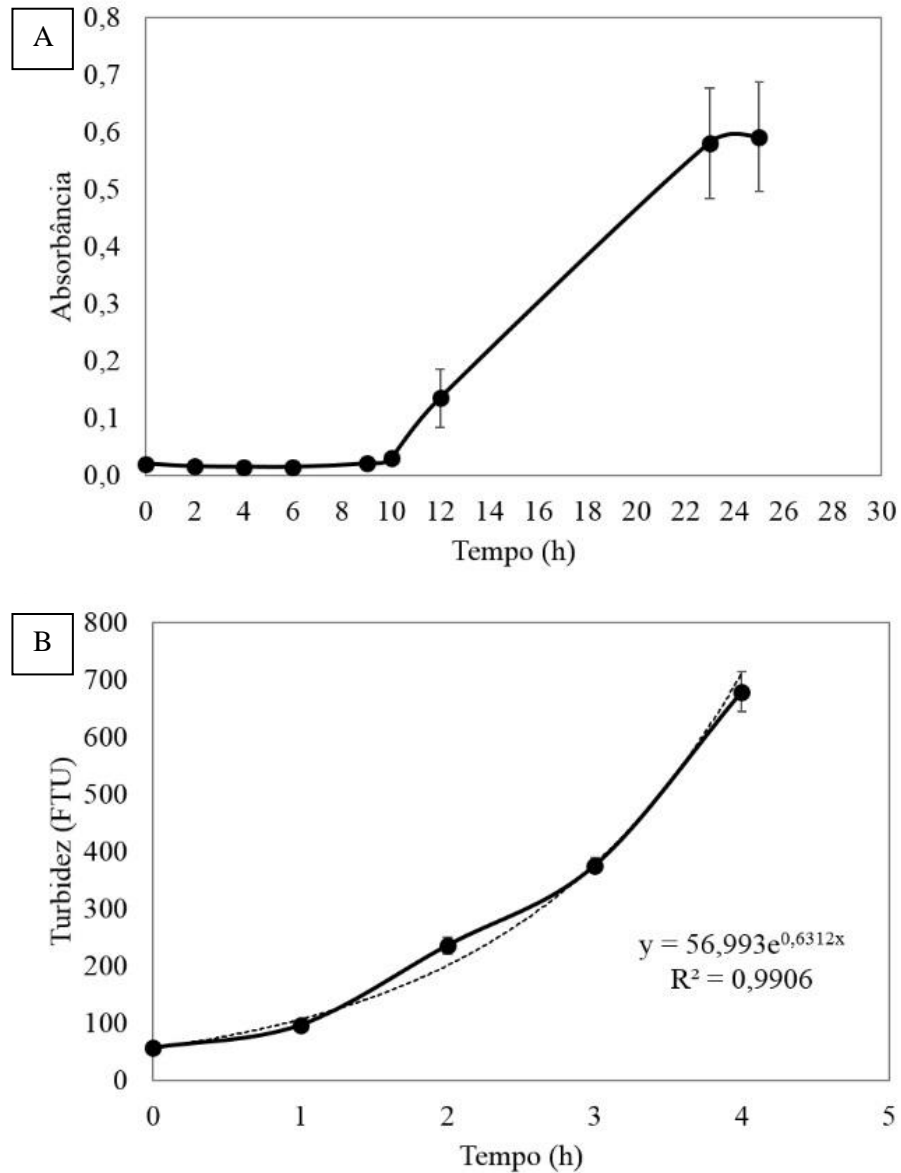 A
0,8
0,7
0,6
0,5
0,4
0,3
0,2
0,1
0,0
Absorbância
0 2 4 6 8 10 12 14 16 18 20 22 24 26 28 30
Tempo (h)
B
800
700
600
500
400
300
200
100
0
Turbidez (FTU)
y = 56,993e^0,6312x
R² = 0,9906
0 1 2 3 4 5
Tempo (h)